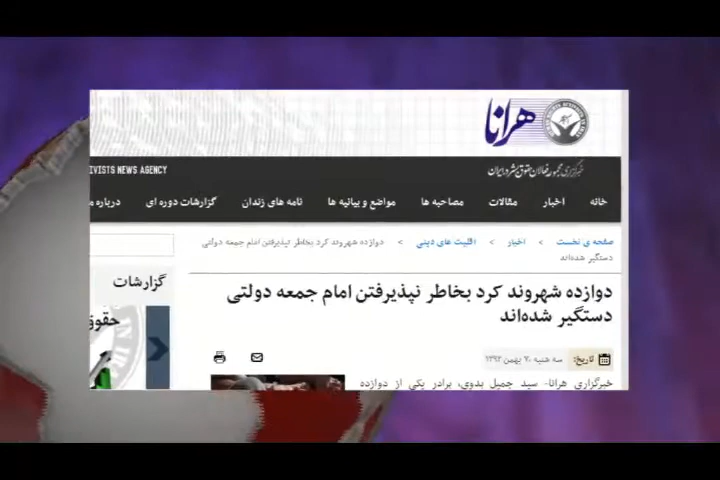 هرانا
خبرگزاری مجموعه فعالان حقوق بشر در ایران
IVISTS NEWS AGENCY
خانه اخبار مقالات مصاحبه ها مواضع و بیانیه ها نامه های زندان گزارشات دوره ای درباره م
صفحه ی نخست > اخبار > اقلیت های دینی > دوازده شهروند کرد بخاطر نپذیرفتن امام جمعه دولتی
دستگیر شده‌اند
دوازده شهروند کرد بخاطر نپذیرفتن امام جمعه دولتی
دستگیر شده‌اند
گزارشات
حقوق
تاریخ: سه شنبه ۲۰ بهمن ۱۳۹۳
خبرگزاری هرانا- سید جمیل بدوی، برادر یکی از دوازده